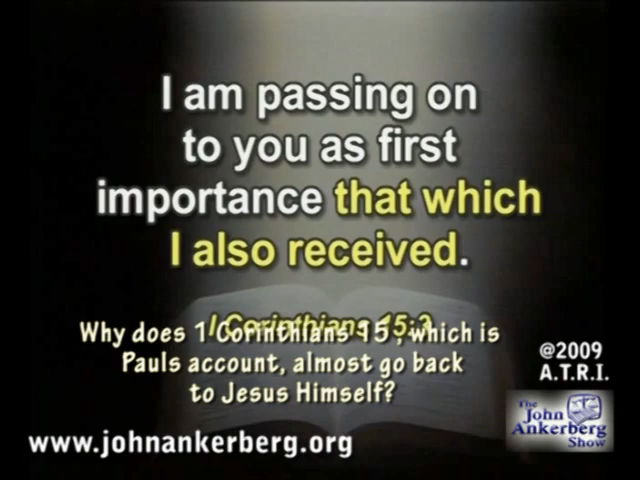 I am passing on
to you as first
importance that which
I also received.
I Corinthians 15:3
Why does 1 Corinthians 15 , which is
Pauls account, almost go back
to Jesus Himself?
@2009
A.T.R.I.
The
John
Ankerberg
Show
www.johnankerberg.org